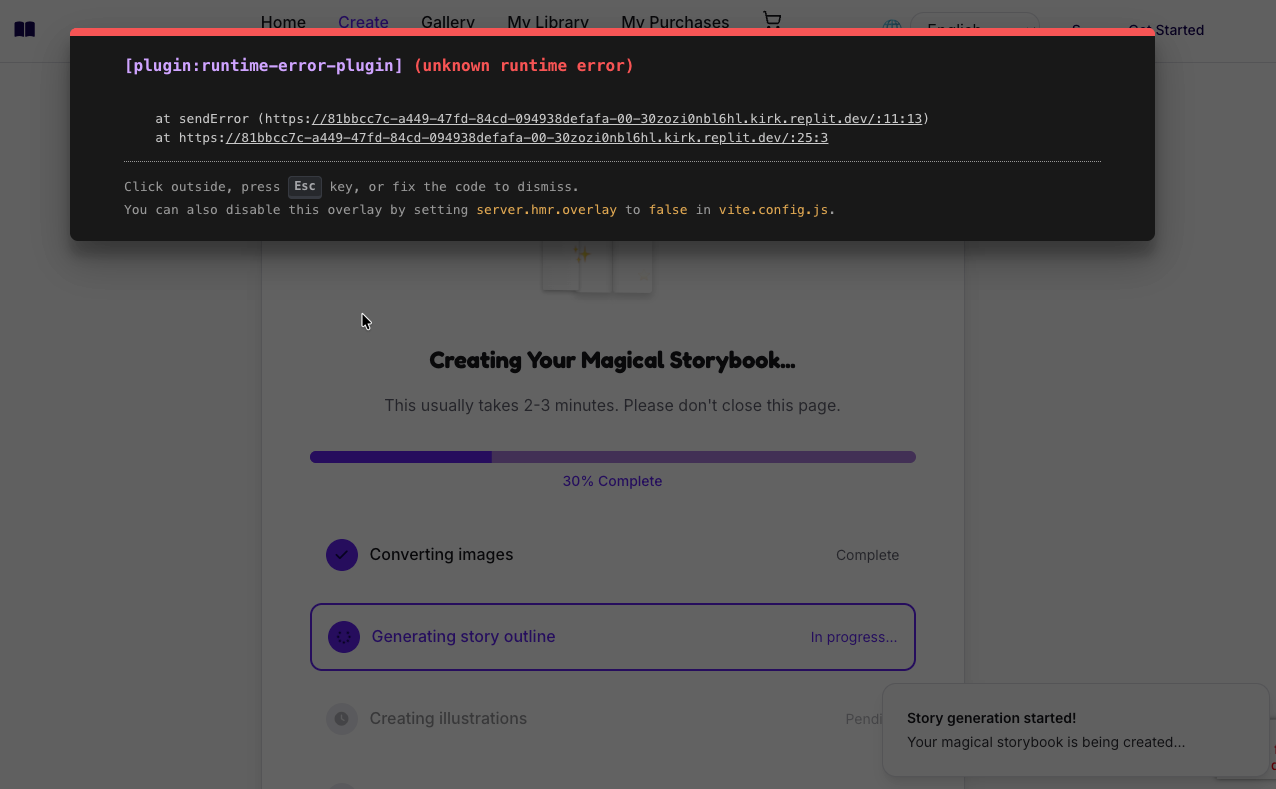 Home Create Gallery My Library My Purchases English Get Started
[plugin:runtime-error-plugin] (unknown runtime error)
at sendError (https://81bbcc7c-a449-47fd-84cd-094938defafa-00-30zozi0nbl6hl.kirk.replit.dev/:11:13)
at https://81bbcc7c-a449-47fd-84cd-094938defafa-00-30zozi0nbl6hl.kirk.replit.dev/:25:3
Click outside, press Esc key, or fix the code to dismiss.
You can also disable this overlay by setting server.hmr.overlay to false in vite.config.js.
Creating Your Magical Storybook...
This usually takes 2-3 minutes. Please don't close this page.
30% Complete
Converting images Complete
Generating story outline In progress...
Creating illustrations
Story generation started!
Your magical storybook is being created...